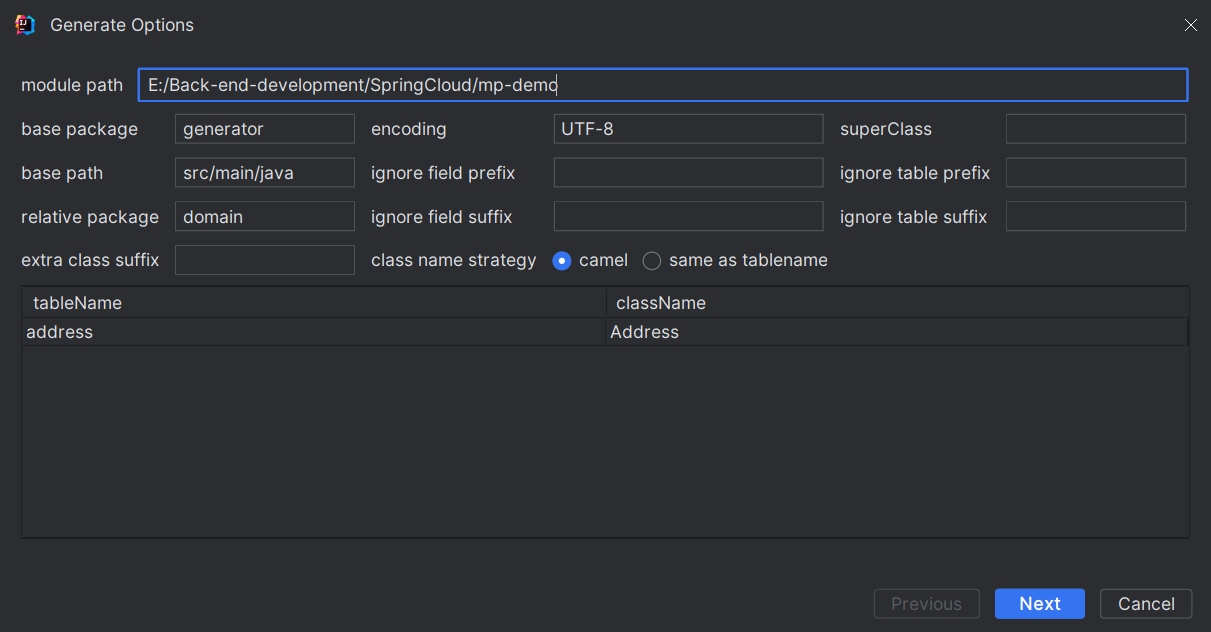 Generate Options
module path E:/Back-end-development/SpringCloud/mp-demo
base package generator encoding UTF-8 superClass
base path src/main/java ignore field prefix ignore table prefix
relative package domain ignore field suffix ignore table suffix
extra class suffix class name strategy camel same as tablename
tableName className
address Address
Previous Next Cancel